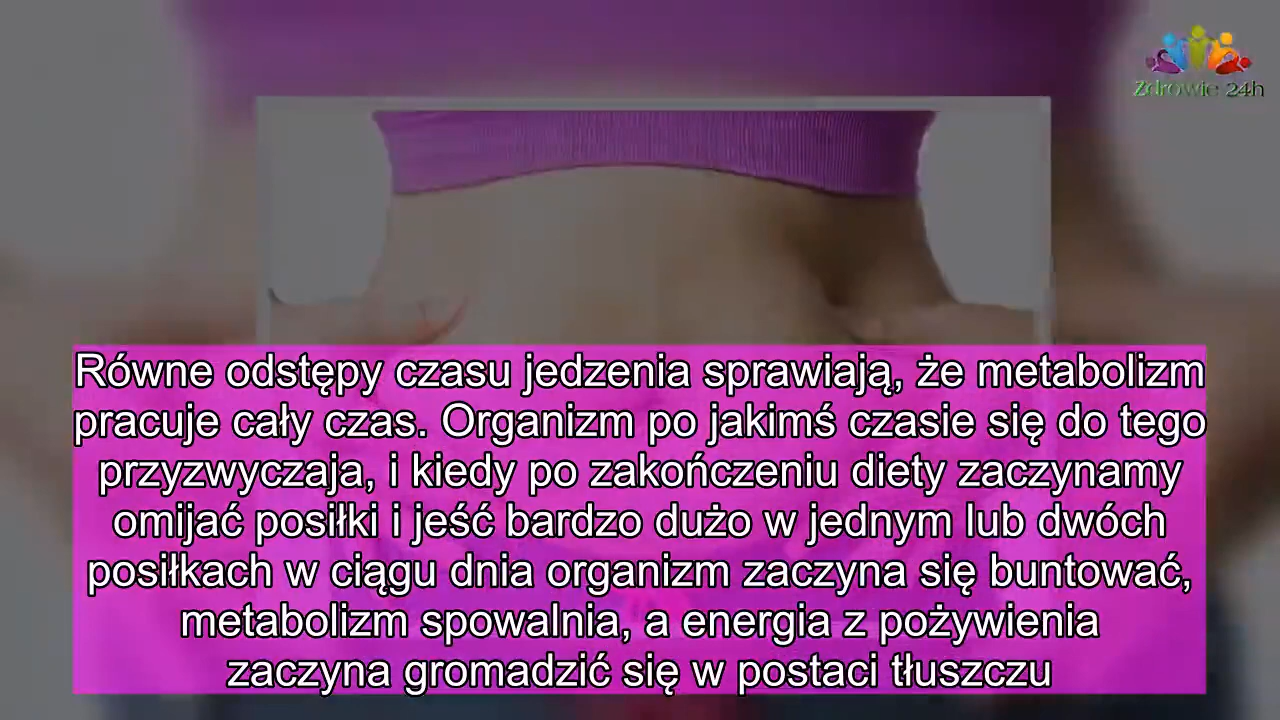 Zdrowie 24h
Równe odstępy czasu jedzenia sprawiają, że metabolizm
pracuje cały czas. Organizm po jakimś czasie się do tego
przyzwyczaja, i kiedy po zakończeniu diety zaczynamy
omijać posiłki i jeść bardzo dużo w jednym lub dwóch
posiłkach w ciągu dnia organizm zaczyna się buntować,
metabolizm spowalnia, a energia z pożywienia
zaczyna gromadzić się w postaci tłuszczu